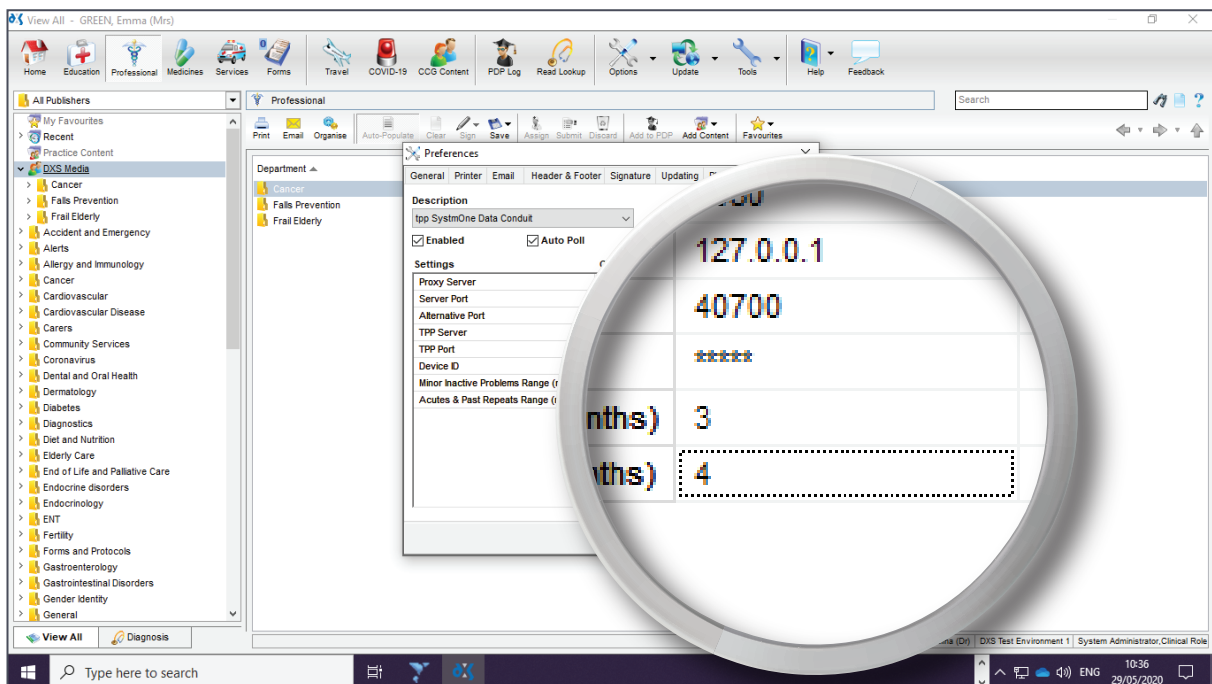 View All - GREEN, Emma (Mrs)
Home Education Professional Medicines Services Forms Travel COVID-19 CCG Content PDP Log Read Lookup Options Update Tools Help Feedback
All Publishers
Professional
Search
My Favourites
Recent
Practice Content
DXS Media
Cancer
Falls Prevention
Frail Elderly
Accident and Emergency
Alerts
Allergy and Immunology
Cancer
Cardiovascular
Cardiovascular Disease
Carers
Community Services
Coronavirus
Dental and Oral Health
Dermatology
Diabetes
Diagnostics
Diet and Nutrition
Elderly Care
End of Life and Palliative Care
Endocrine disorders
Endocrinology
ENT
Fertility
Forms and Protocols
Gastroenterology
Gastrointestinal Disorders
Gender Identity
General
View All Diagnosis
Print Email Organise Auto-Populate Clear Sign Save Assign Submit Discard Add to PDP Add Content Favourites
Department
Cancer
Falls Prevention
Frail Elderly
Preferences
General Printer Email Header & Footer Signature Updating
Description
tpp SystmOne Data Conduit
Enabled Auto Poll
Settings
Proxy Server
Server Port
Alternative Port
TPP Server
TPP Port
Device ID
Minor Inactive Problems Range
Acutes & Past Repeats Range
127.0.0.1
40700
*****
nths) 3
ths) 4
(Dr) DXS Test Environment 1 System Administrator,Clinical Role
Type here to search
ENG
10:36
29/05/2020